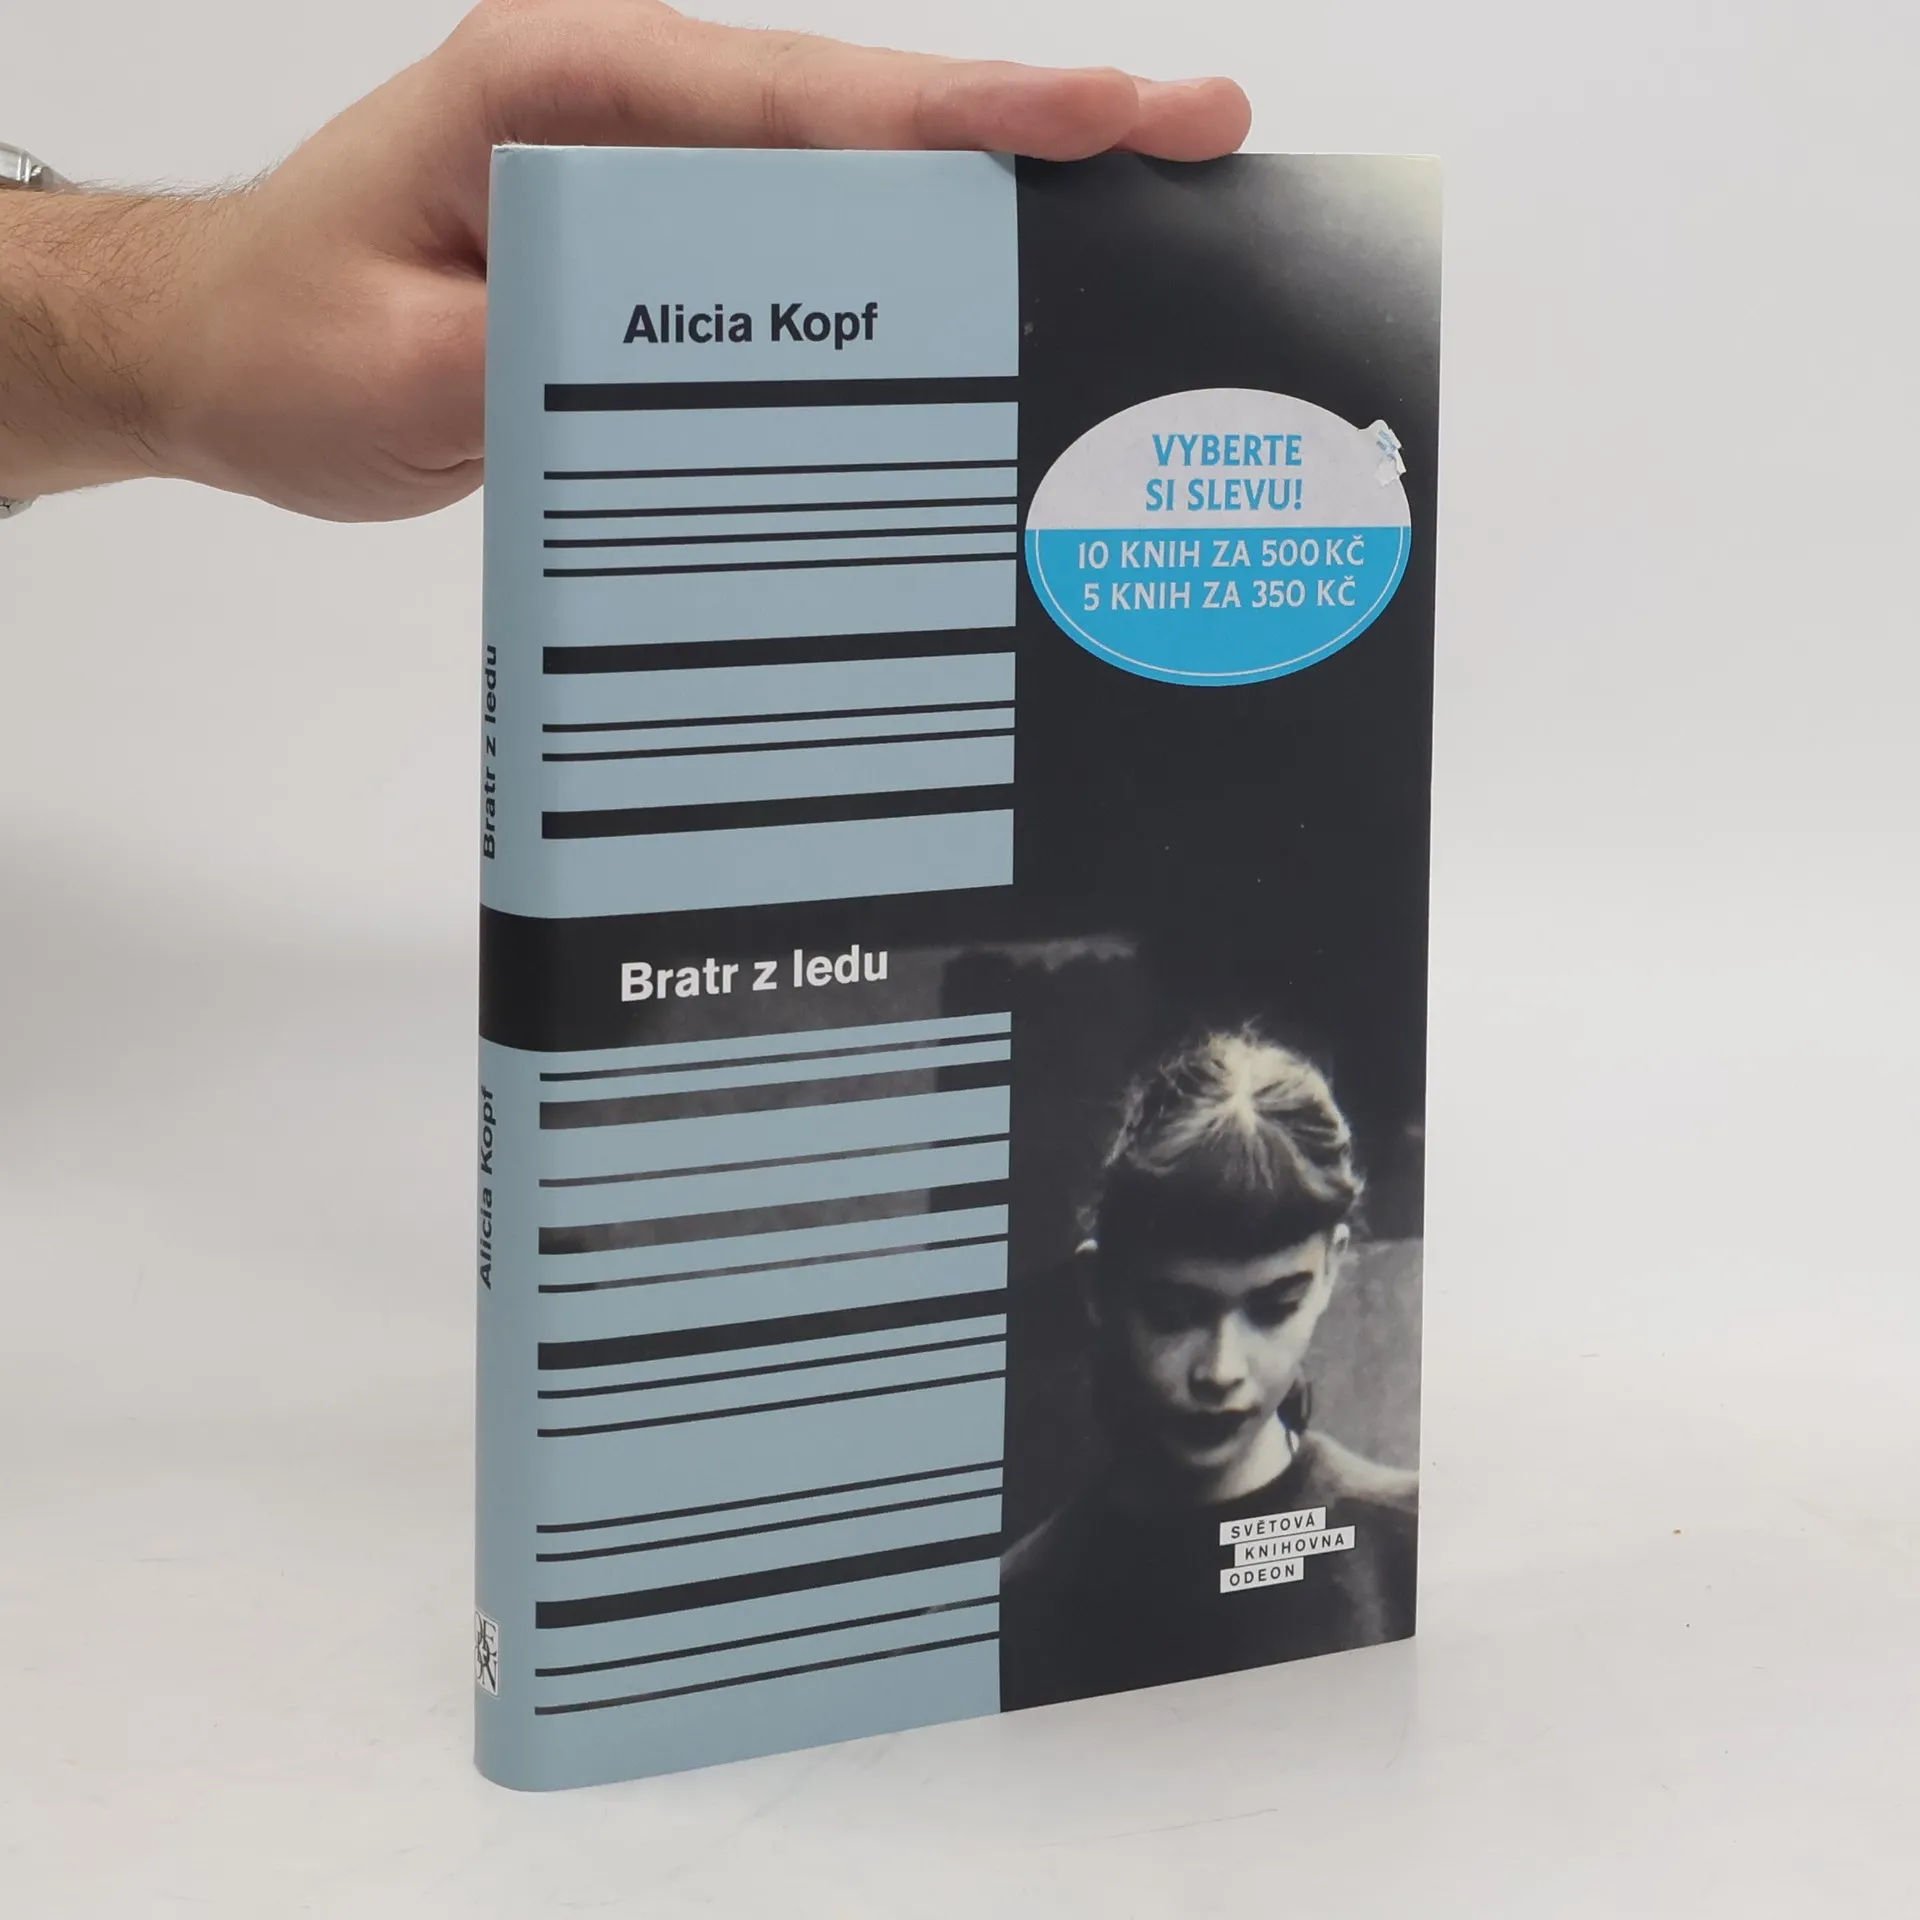 Alicia Kopf
VYBERTE
SI SLEVU!
10 KNIH ZA 500 KČ
5 KNIH ZA 350 KČ
Bratr z ledu
Bratr z ledu
Alicia Kopf
SVĚTOVÁ
KNIHOVNA
ODEON